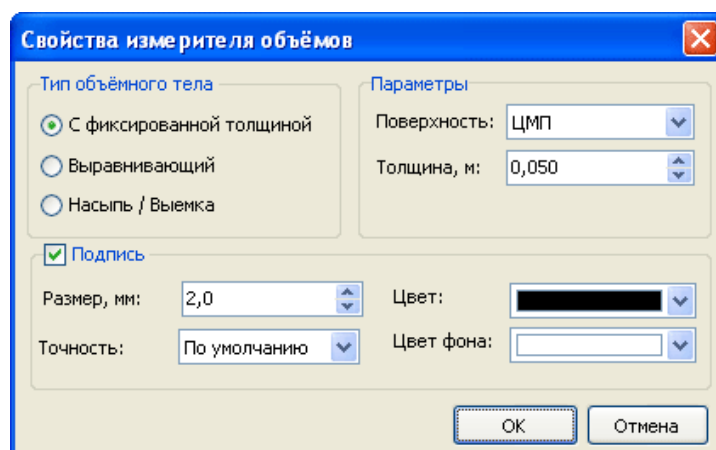 Свойства измерителя объёмов
Тип объёмного тела
С фиксированной толщиной
Выравнивающий
Насыпь / Выемка
Параметры
Поверхность: ЦМП
Толщина, м: 0,050
Подпись
Размер, мм: 2,0
Цвет:
Точность: По умолчанию
Цвет фона:
ОК Отмена